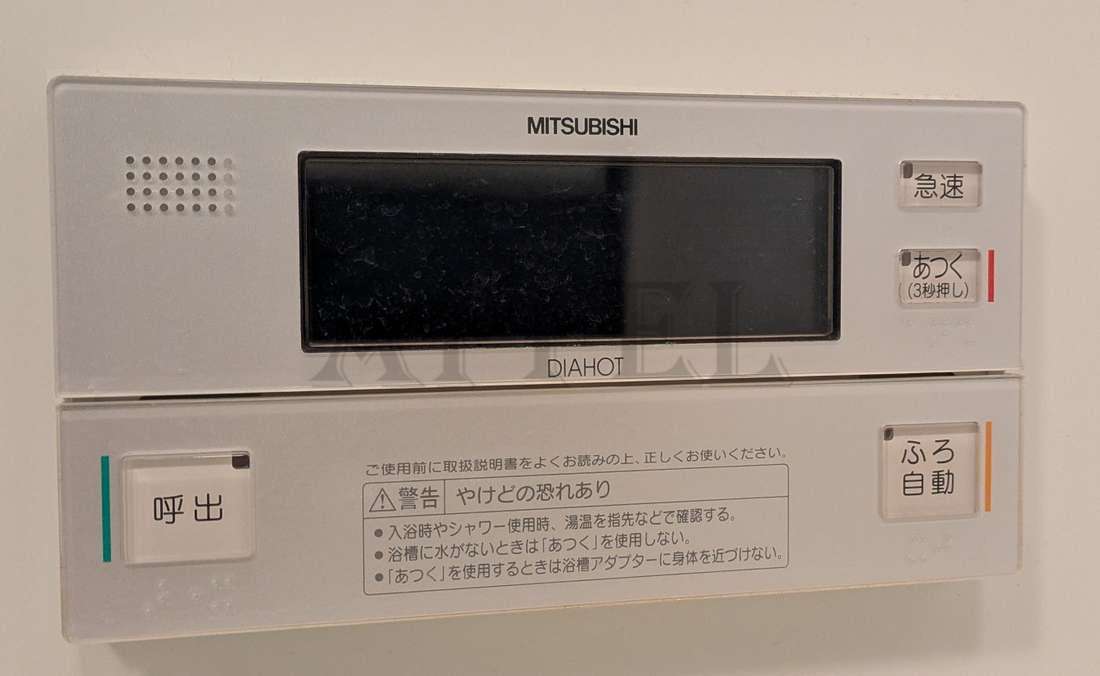 MITSUBISHI
急速
あつく
(3秒押し)
DIAHOT
ふろ
自動
呼出
ご使用前に取扱説明書をよくお読みの上、正しくお使いください。
⚠警告 やけどの恐れあり
●入浴時やシャワー使用時、湯温を指先などで確認する。
●浴槽に水がないときは「あつく」を使用しない。
●「あつく」を使用するときは浴槽アダプターに身体を近づけない。